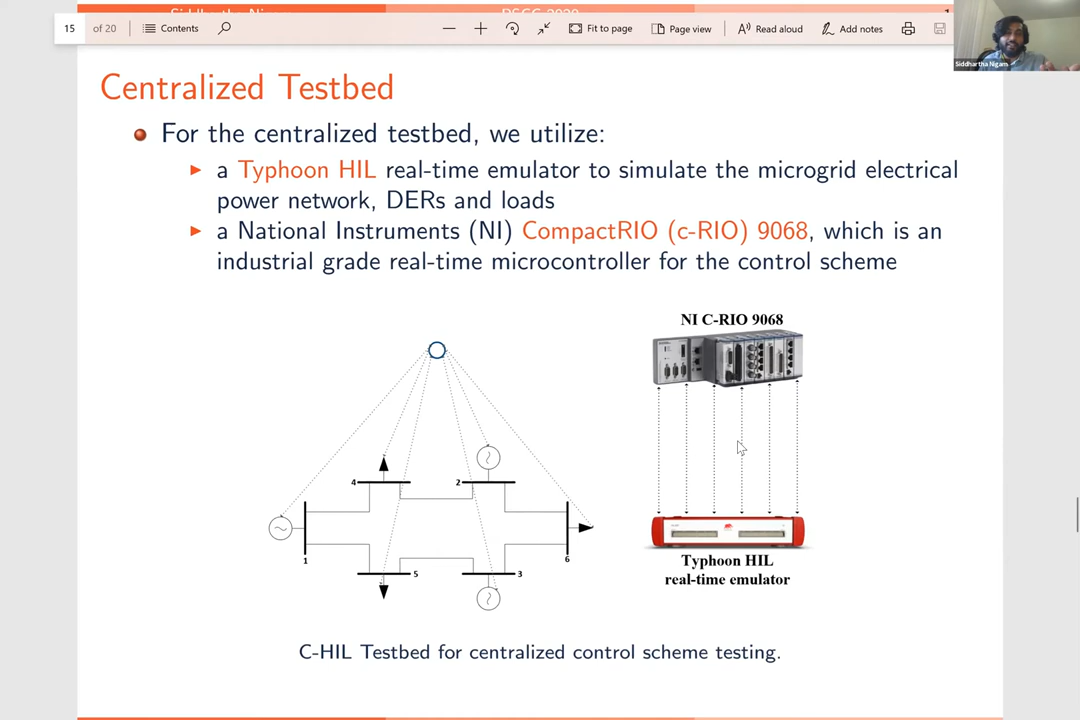 15 of 20 Contents Fit to page Page view Read aloud Add notes
Siddhartha Nigam
Centralized Testbed
For the centralized testbed, we utilize:
a Typhoon HIL real-time emulator to simulate the microgrid electrical
power network, DERs and loads
a National Instruments (NI) CompactRIO (c-RIO) 9068, which is an
industrial grade real-time microcontroller for the control scheme
NI C-RIO 9068
4
2
1
6
5
3
Typhoon HIL
real-time emulator
C-HIL Testbed for centralized control scheme testing.